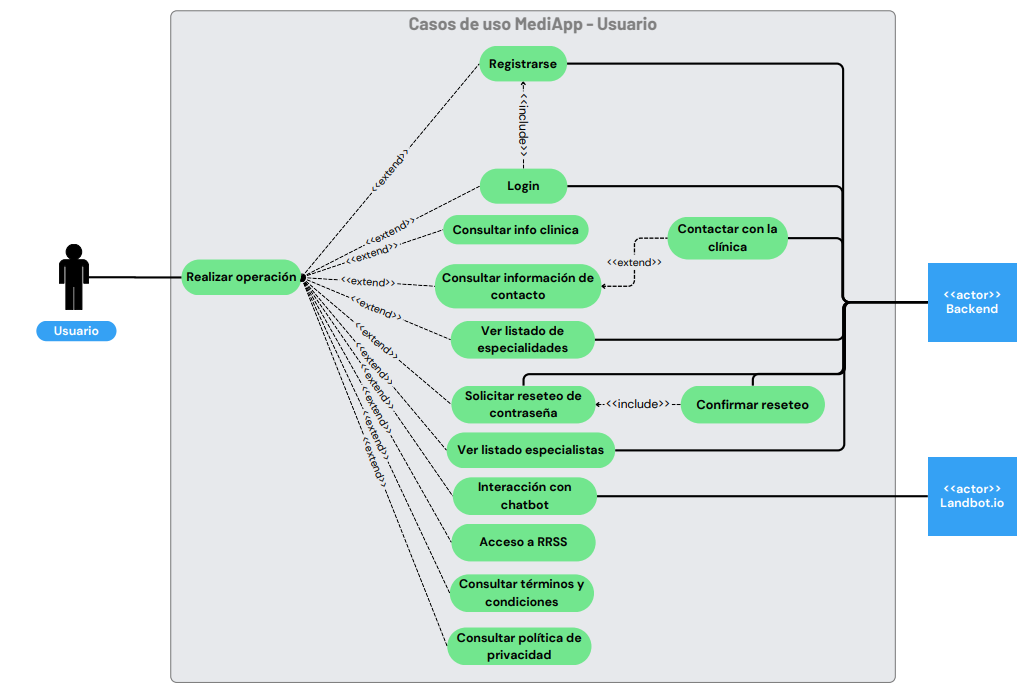 Casos de uso MediApp - Usuario
Registrarse
<<include>>
<<extend>>
Login
<<extend>>
Consultar info clinica
<<extend>>
Contactar con la
clínica
<<extend>>
Realizar operación
Consultar información de
contacto
<<extend>>
<<actor>>
Backend
Usuario
Ver listado de
especialidades
<<extend>>
<<extend>>
Solicitar reseteo de
contraseña
<<include>>
Confirmar reseteo
<<extend>>
Ver listado especialistas
<<extend>>
Interacción con
chatbot
<<actor>>
Landbot.io
<<extend>>
Acceso a RRSS
<<extend>>
Consultar términos y
condiciones
<<extend>>
Consultar política de
privacidad